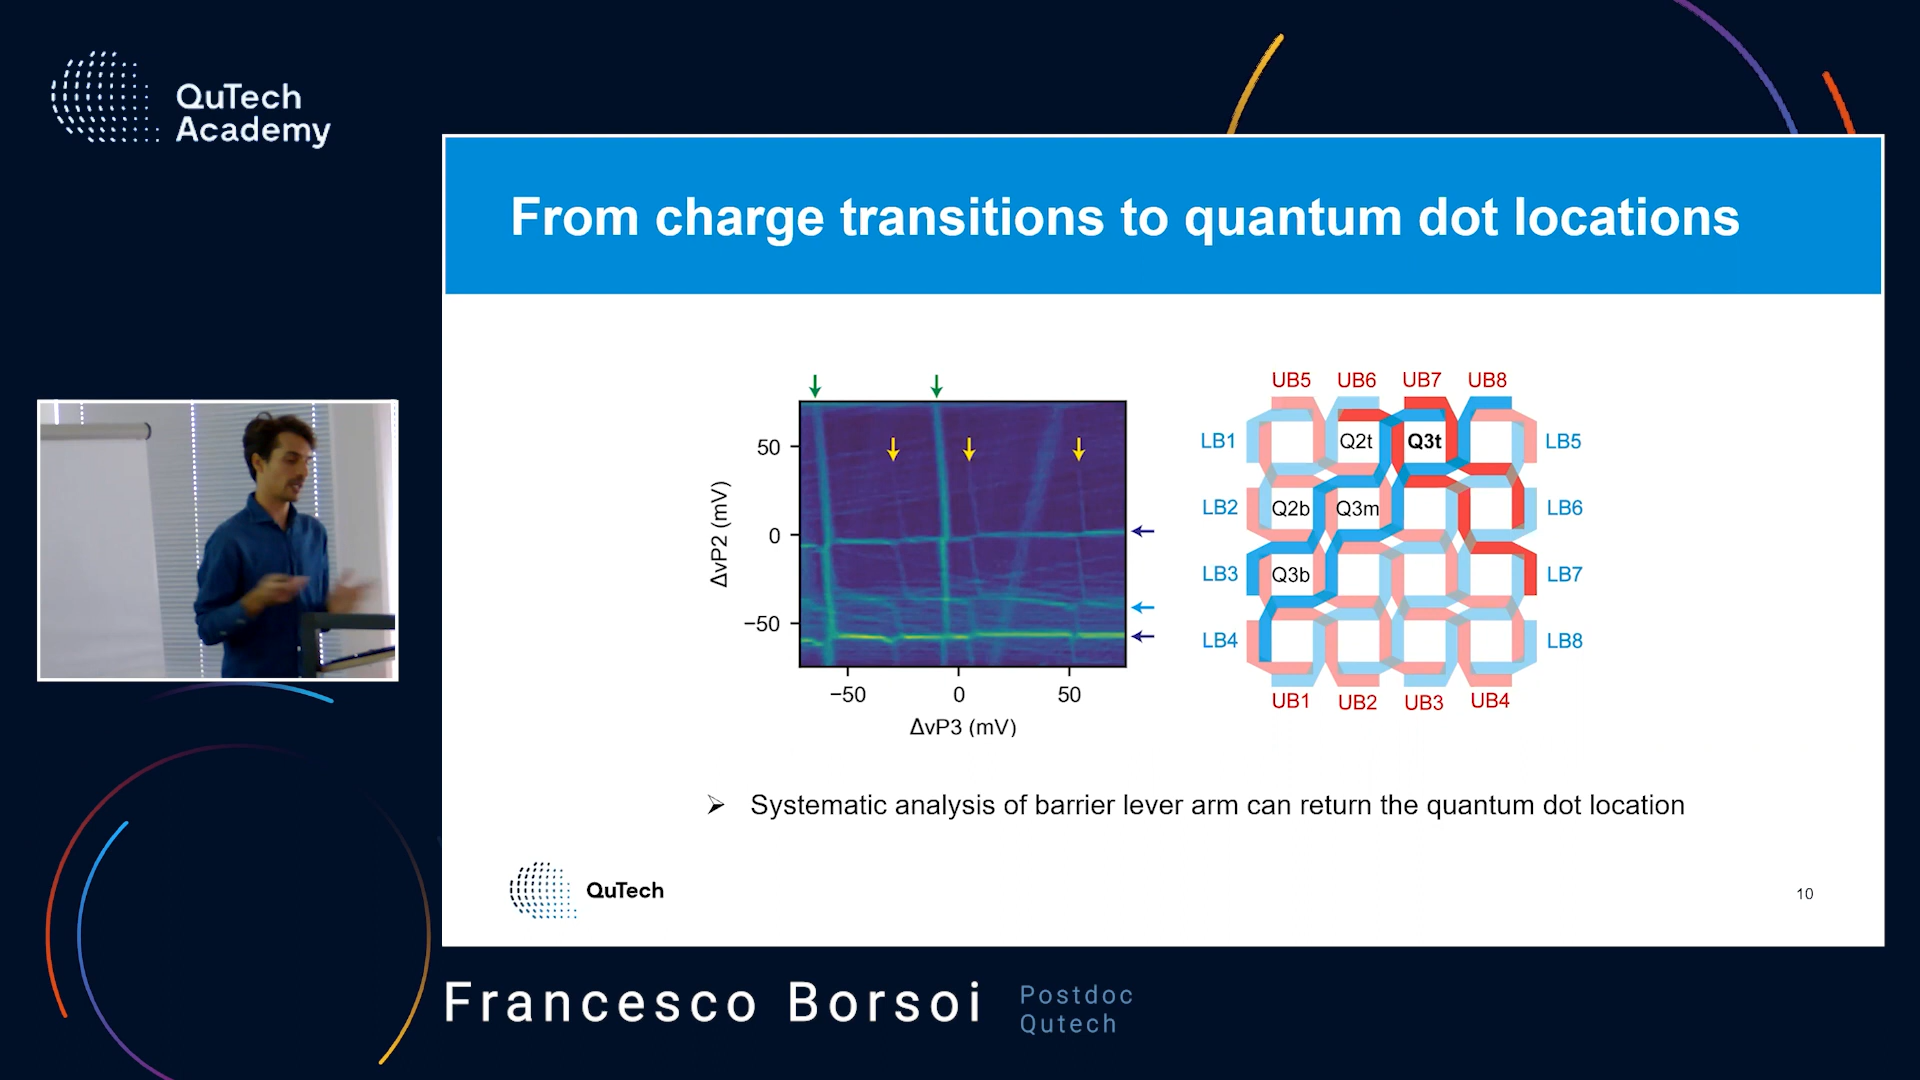 QuTech
Academy
From charge transitions to quantum dot locations
50
0
−50
ΔvP2 (mV)
−50 0 50
ΔvP3 (mV)
UB5 UB6 UB7 UB8
LB1 Q2t Q3t LB5
LB2 Q2b Q3m LB6
LB3 Q3b LB7
LB4 LB8
UB1 UB2 UB3 UB4
➢ Systematic analysis of barrier lever arm can return the quantum dot location
QuTech
10
Francesco Borsoi
Postdoc
Qutech